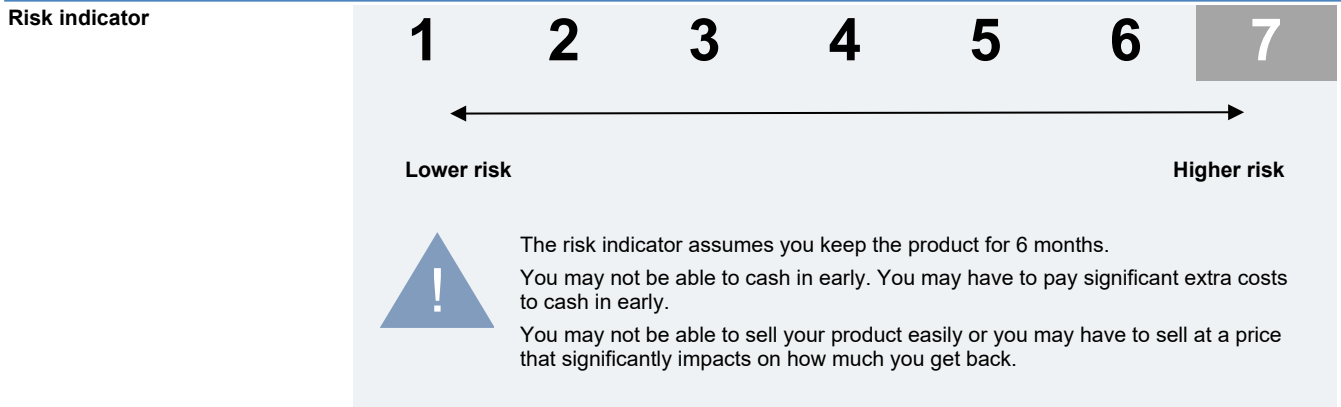 Risk indicator
1 2 3 4 5 6 7
Lower risk Higher risk
!
The risk indicator assumes you keep the product for 6 months.
You may not be able to cash in early. You may have to pay significant extra costs
to cash in early.
You may not be able to sell your product easily or you may have to sell at a price
that significantly impacts on how much you get back.